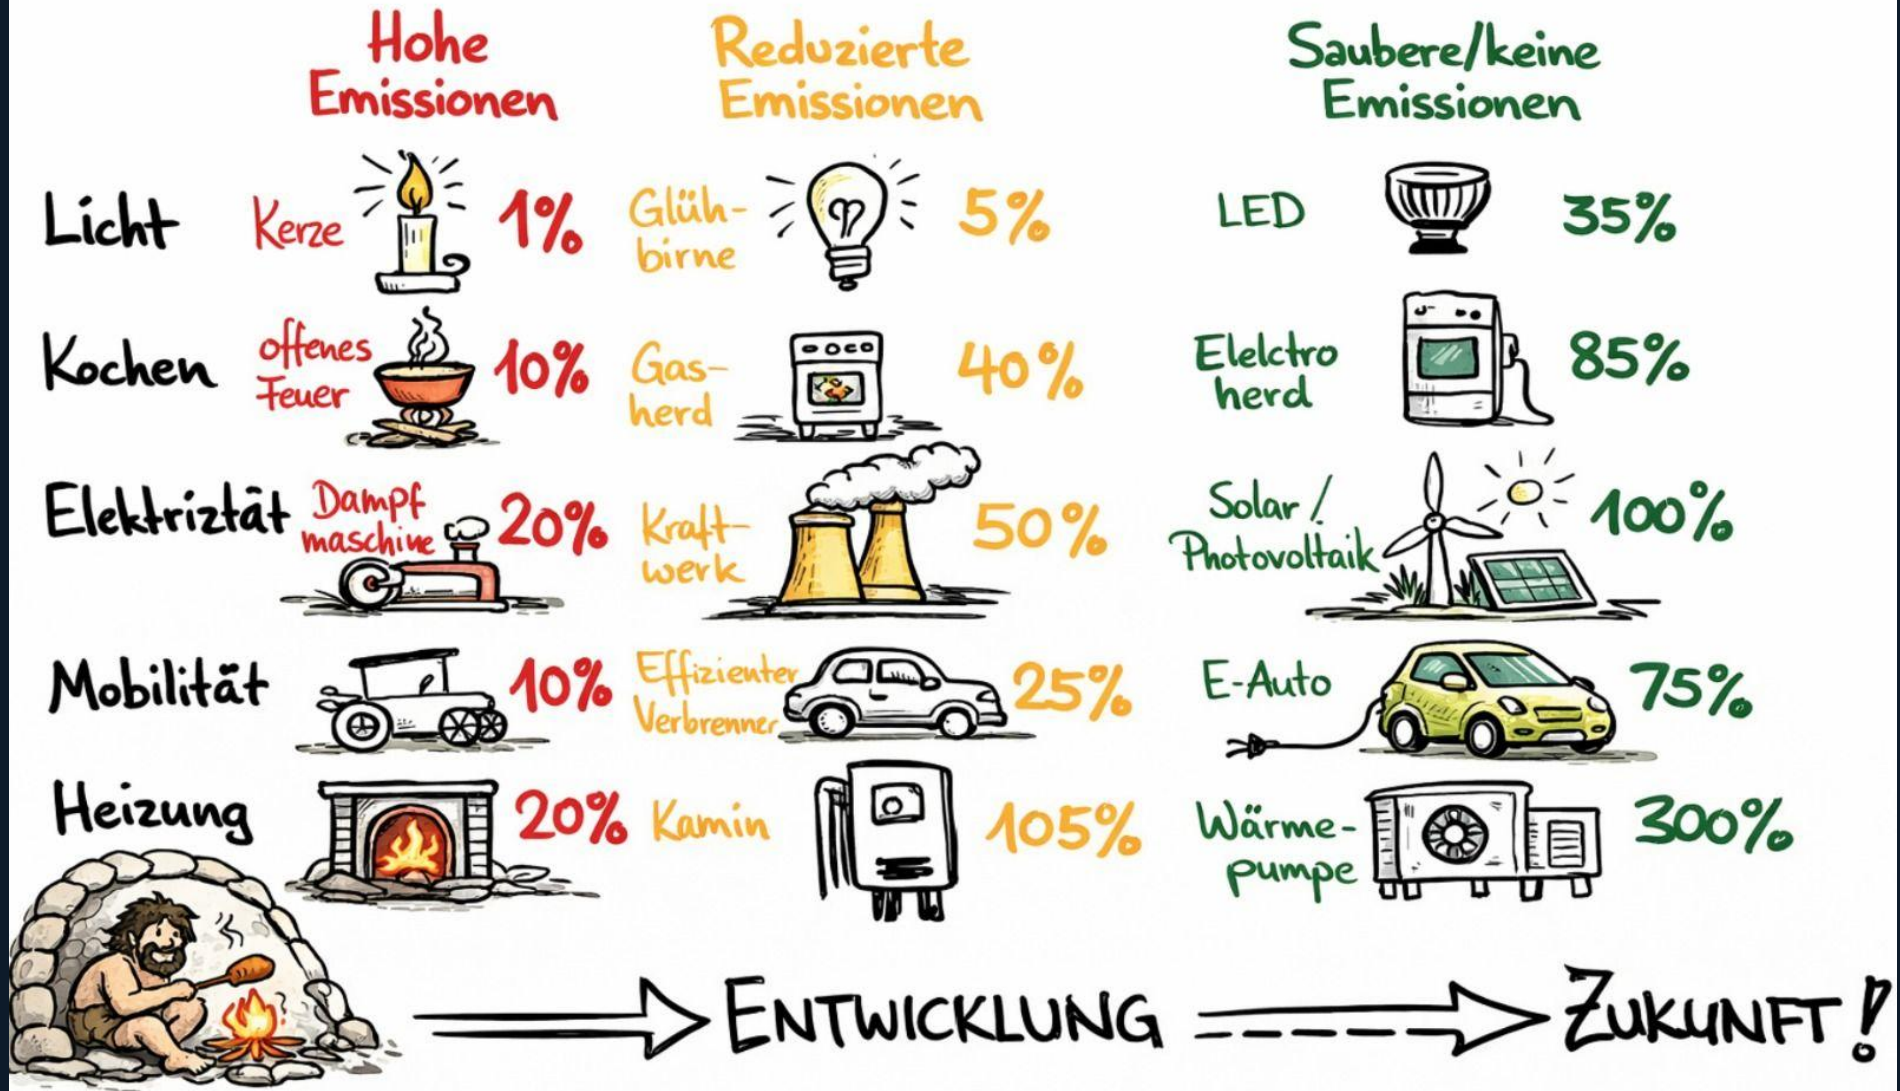 Hohe
Emissionen
Reduzierte
Emissionen
Saubere/keine
Emissionen
Licht
Kerze
1%
Glüh-
birne
5%
LED
35%
Kochen
offenes
Feuer
10%
Gas-
herd
40%
Elelctro
herd
85%
Elektriztät
Dampf
maschine
20%
Kraft-
werk
50%
Solar/
Photovoltaik
100%
Mobilität
10%
Effizienter
Verbrenner
25%
E-Auto
75%
Heizung
20%
Kamin
105%
Wärme-
pumpe
300%
ENTWICKLUNG
ZUKUNFT!